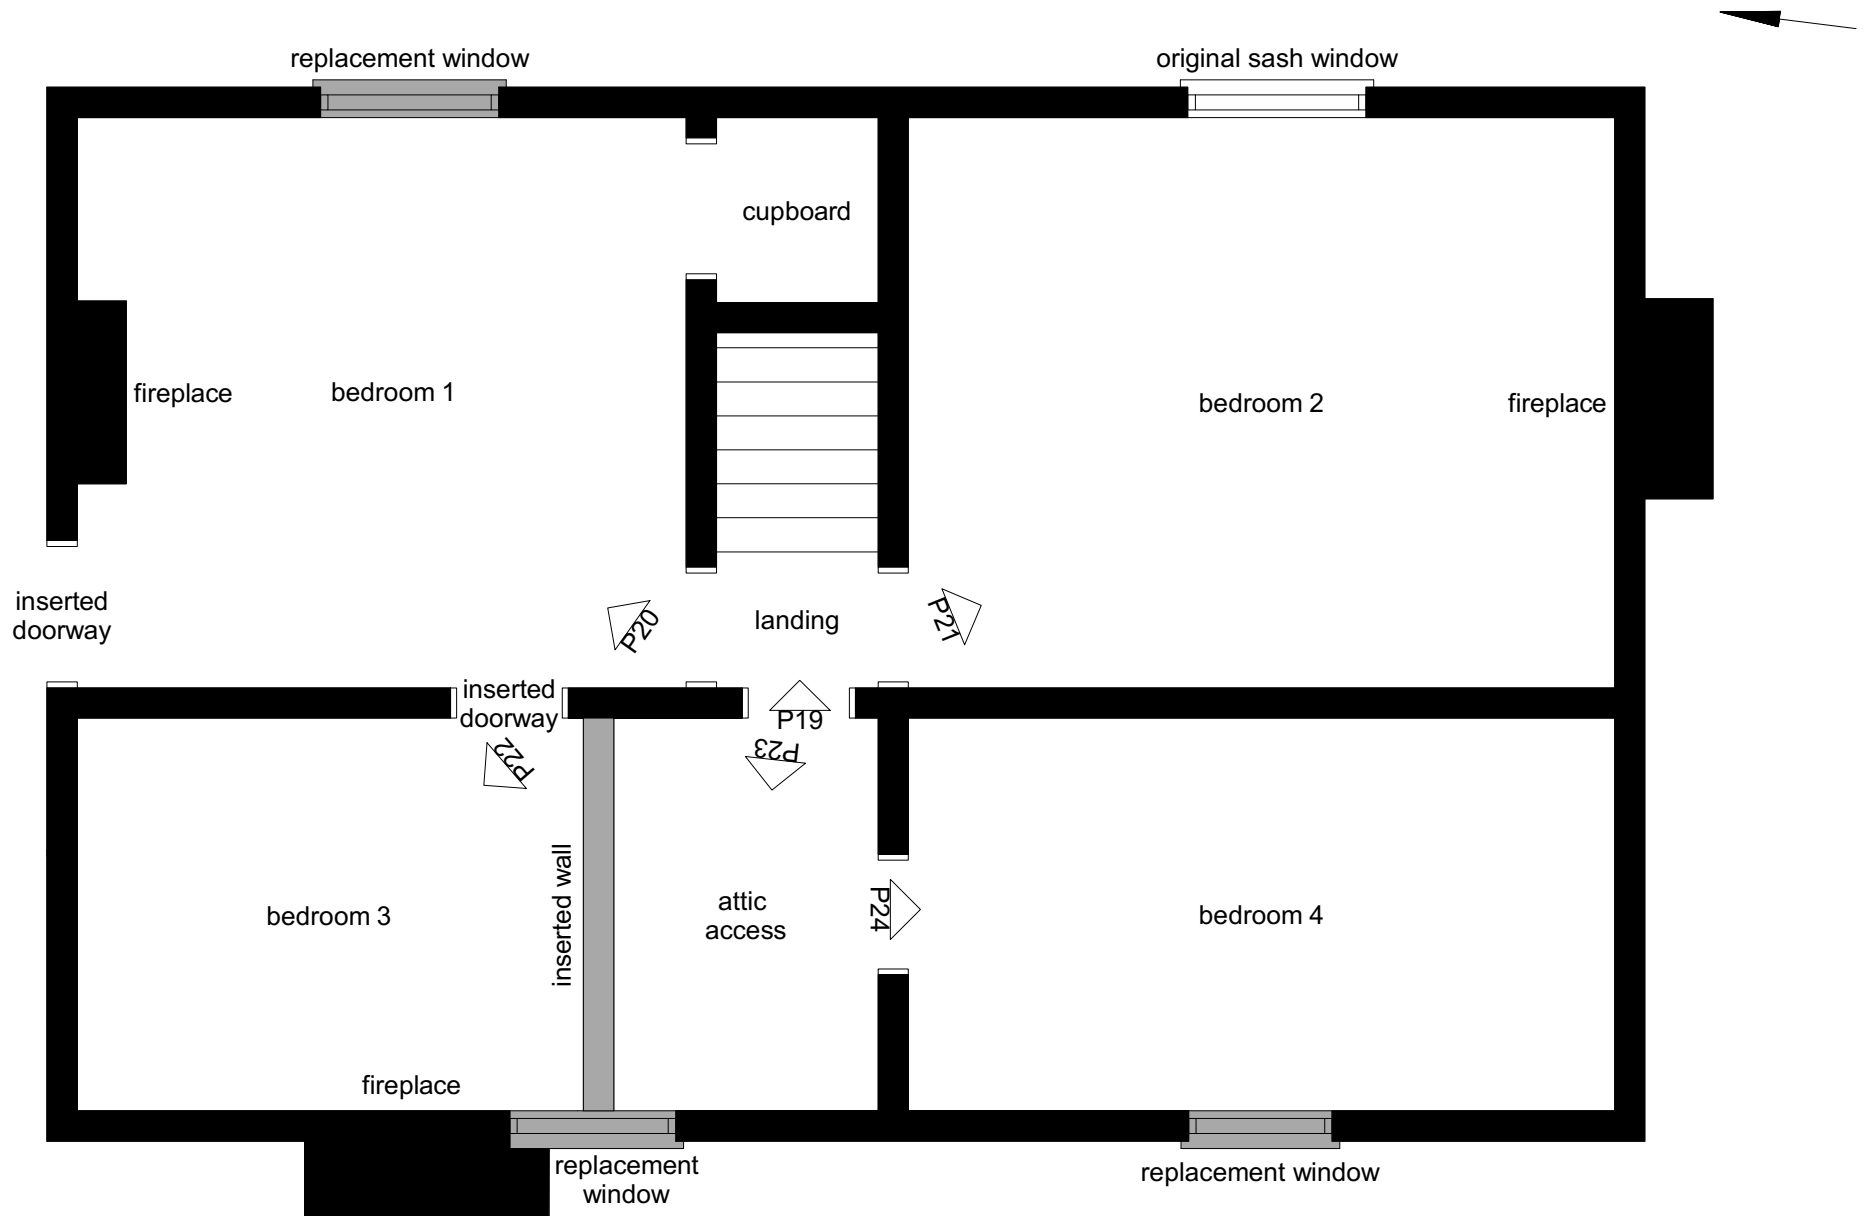 replacement window
original sash window
cupboard
fireplace
bedroom 1
bedroom 2
fireplace
inserted
doorway
P20
landing
P21
inserted
doorway
P19
P22
P23
inserted wall
bedroom 3
attic
access
P24
bedroom 4
fireplace
replacement
window
replacement window